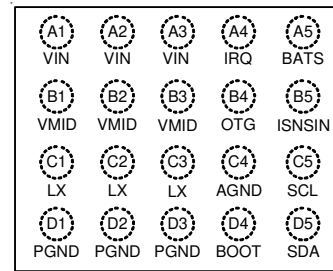 A1 A2 A3 A4 A5
VIN VIN VIN IRQ BATS
B1 B2 B3 B4 B5
VMID VMID VMID OTG ISNSIN
C1 C2 C3 C4 C5
LX LX LX AGND SCL
D1 D2 D3 D4 D5
PGND PGND PGND BOOT SDA